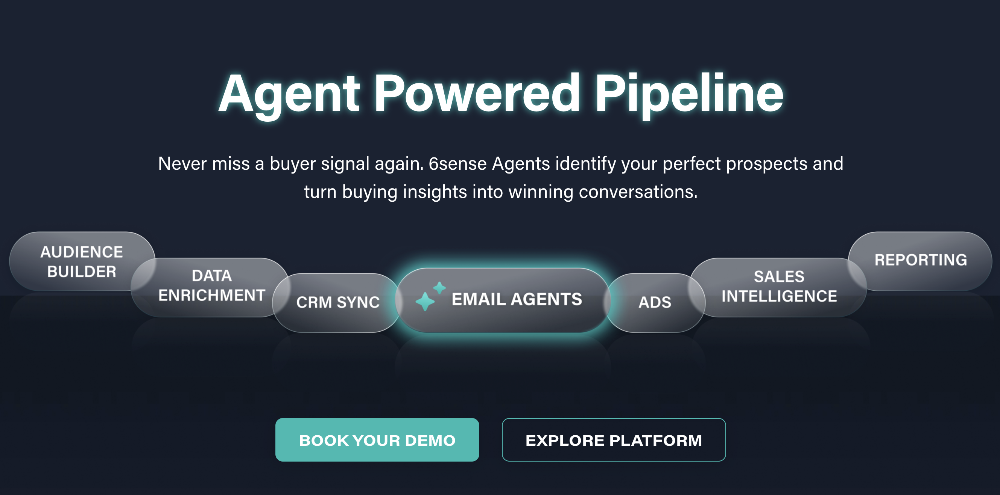 Agent Powered Pipeline
Never miss a buyer signal again. 6sense Agents identify your perfect prospects and
turn buying insights into winning conversations.
AUDIENCE
BUILDER
DATA
ENRICHMENT
CRM SYNC
EMAIL AGENTS
ADS
SALES
INTELLIGENCE
REPORTING
BOOK YOUR DEMO
EXPLORE PLATFORM